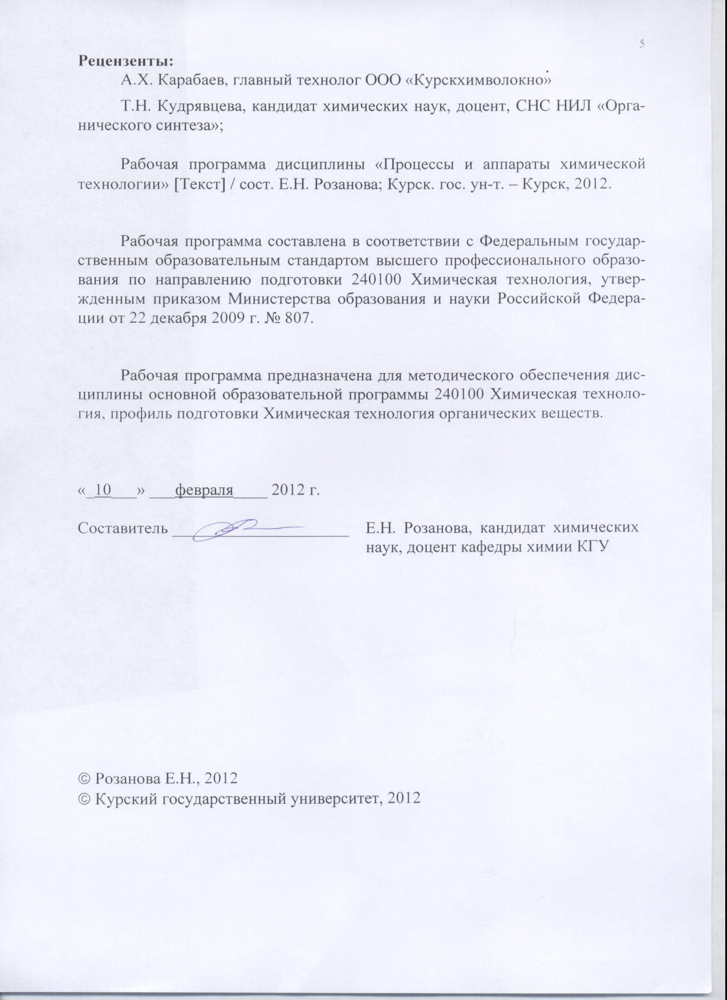 5
Рецензенты:
А.Х. Карабаев, главный технолог ООО «Курскхимволокно»
Т.Н. Кудрявцева, кандидат химических наук, доцент, СНС НИЛ «Орга-
нического синтеза»;
Рабочая программа дисциплины «Процессы и аппараты химической
технологии» [Текст] / сост. Е.Н. Розанова; Курск. гос. ун-т. – Курск, 2012.
Рабочая программа составлена в соответствии с Федеральным государ-
ственным образовательным стандартом высшего профессионального образо-
вания по направлению подготовки 240100 Химическая технология, утвер-
жденным приказом Министерства образования и науки Российской Федера-
ции от 22 декабря 2009 г. № 807.
Рабочая программа предназначена для методического обеспечения дис-
циплины основной образовательной программы 240100 Химическая техноло-
гия, профиль подготовки Химическая технология органических веществ.
«_10___» ___февраля____ 2012 г.
Составитель _____________________ Е.Н. Розанова, кандидат химических
наук, доцент кафедры химии КГУ
© Розанова Е.Н., 2012
© Курский государственный университет, 2012